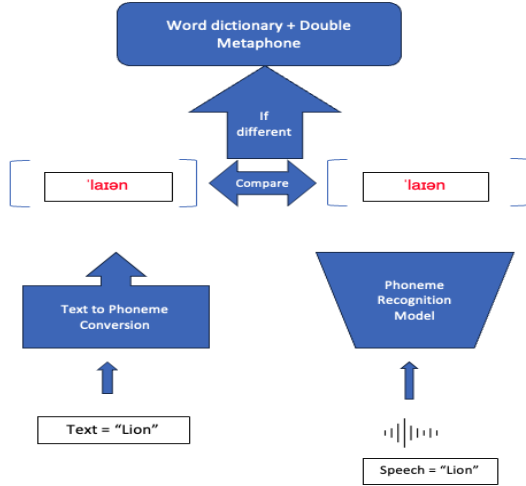 Word dictionary + Double
Metaphone
If
different
ˈlaɪən
Compare
ˈlaɪən
Text to Phoneme
Conversion
Phoneme
Recognition
Model
Text = “Lion”
Speech = “Lion”